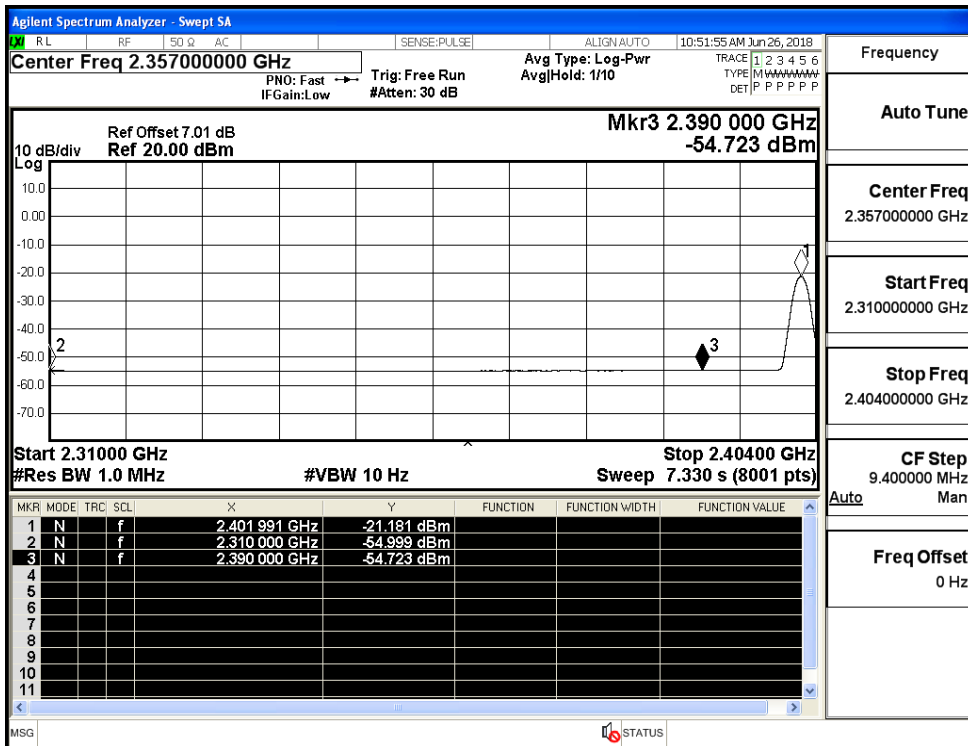 Agilent Spectrum Analyzer - Swept SA
LXI RL RF 50 Ω AC SENSE:PULSE ALIGN AUTO 10:51:55 AM Jun 26, 2018
Center Freq 2.357000000 GHz
PNO: Fast
IFGain:Low
Trig: Free Run
#Atten: 30 dB
Avg Type: Log-Pwr
Avg|Hold: 1/10
TRACE 1 2 3 4 5 6
TYPE M W W W W W
DET P P P P P P
Mkr3 2.390 000 GHz
-54.723 dBm
Ref Offset 7.01 dB
10 dB/div Ref 20.00 dBm
Log
10.0
0.00
-10.0
-20.0
-30.0
-40.0
-50.0
-60.0
-70.0
1
2
3
Start 2.31000 GHz Stop 2.40400 GHz
#Res BW 1.0 MHz #VBW 10 Hz Sweep 7.330 s (8001 pts)
MKR MODE TRC SCL X Y FUNCTION FUNCTION WIDTH FUNCTION VALUE
1 N f 2.401 991 GHz -21.181 dBm
2 N f 2.310 000 GHz -54.999 dBm
3 N f 2.390 000 GHz -54.723 dBm
4
5
6
7
8
9
10
11
MSG STATUS
Frequency
Auto Tune
Center Freq
2.357000000 GHz
Start Freq
2.310000000 GHz
Stop Freq
2.404000000 GHz
CF Step
9.400000 MHz
Auto Man
Freq Offset
0 Hz